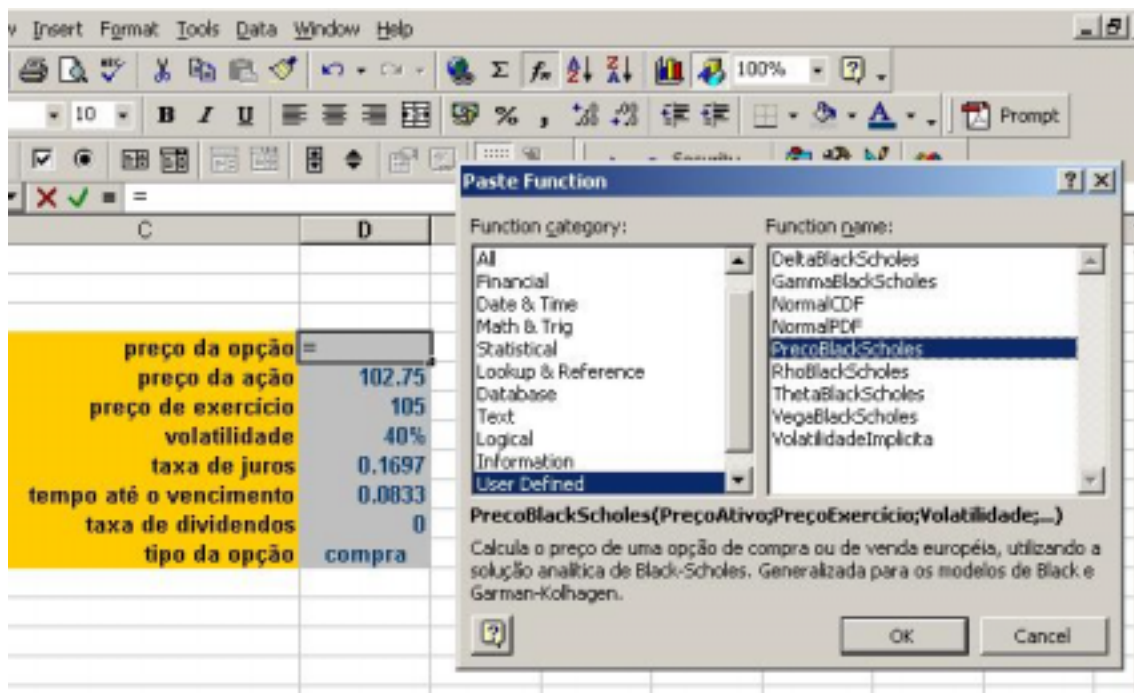 Insert Format Tools Data Window Help
100%
10 B I U % , Prompt
=
C D
preço da opção =
preço da ação 102.75
preço de exercício 105
volatilidade 40%
taxa de juros 0.1697
tempo até o vencimento 0.0833
taxa de dividendos 0
tipo da opção compra
Paste Function
Function category:
All
Financial
Date & Time
Math & Trig
Statistical
Lookup & Reference
Database
Text
Logical
Information
User Defined
Function name:
DeltaBlackScholes
GammaBlackScholes
NormalCDF
NormalPDF
PrecoBlackScholes
RhoBlackScholes
ThetaBlackScholes
VegaBlackScholes
VolatilidadeImplicita
PrecoBlackScholes(PreçoAtivo;PreçoExercício;Volatilidade;...)
Calcula o preço de uma opção de compra ou de venda européia, utilizando a
solução analítica de Black-Scholes. Generalizada para os modelos de Black e
Garman-Kolhagen.
OK Cancel